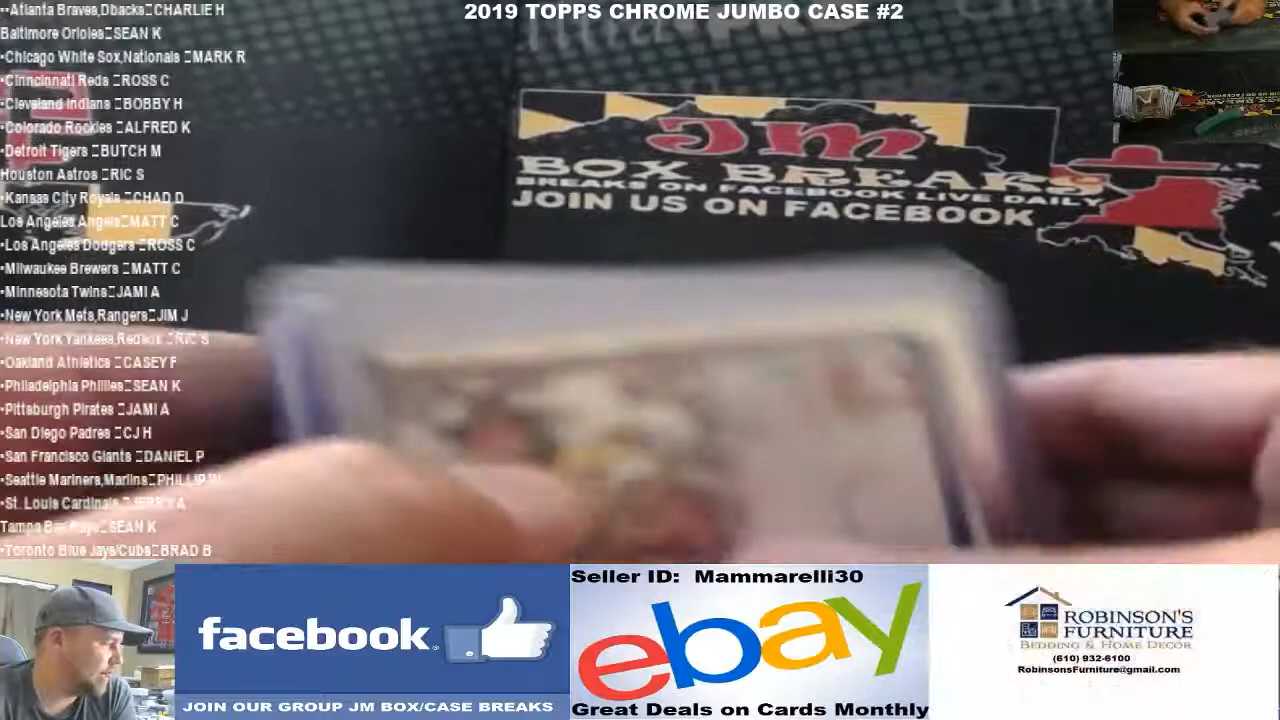 2019 TOPPS CHROME JUMBO CASE #2
••Atlanta Braves,Dbacks CHARLIE H
Baltimore Orioles SEAN K
•Chicago White Sox,Nationals MARK R
•Cinncinnati Reds ROSS C
•Cleveland Indians BOBBY H
•Colorado Rockies ALFRED K
•Detroit Tigers BUTCH M
Houston Astros RIC S
•Kansas City Royals CHAD D
Los Angeles Angels MATT C
•Los Angeles Dodgers ROSS C
•Milwaukee Brewers MATT C
•Minnesota Twins JAMI A
•New York Mets,Rangers JIM J
•New York Yankees,Redsox RIC S
•Oakland Athletics CASEY F
•Philadelphia Phillies SEAN K
•Pittsburgh Pirates JAMI A
•San Diego Padres CJ H
•San Francisco Giants DANIEL P
•Seattle Mariners,Marlins PHILLIP
•St. Louis Cardinals JERRY A
Tampa Bay Rays SEAN K
•Toronto Blue Jays/Cubs BRAD B
JM
BOX BREAKS
BREAKS ON FACEBOOK LIVE DAILY
JOIN US ON FACEBOOK
facebook
JOIN OUR GROUP JM BOX/CASE BREAKS
Seller ID: Mammarelli30
ebay
Great Deals on Cards Monthly
ROBINSON'S
FURNITURE
BEDDING & HOME DECOR
(610) 932-6100
RobinsonsFurniture@gmail.com